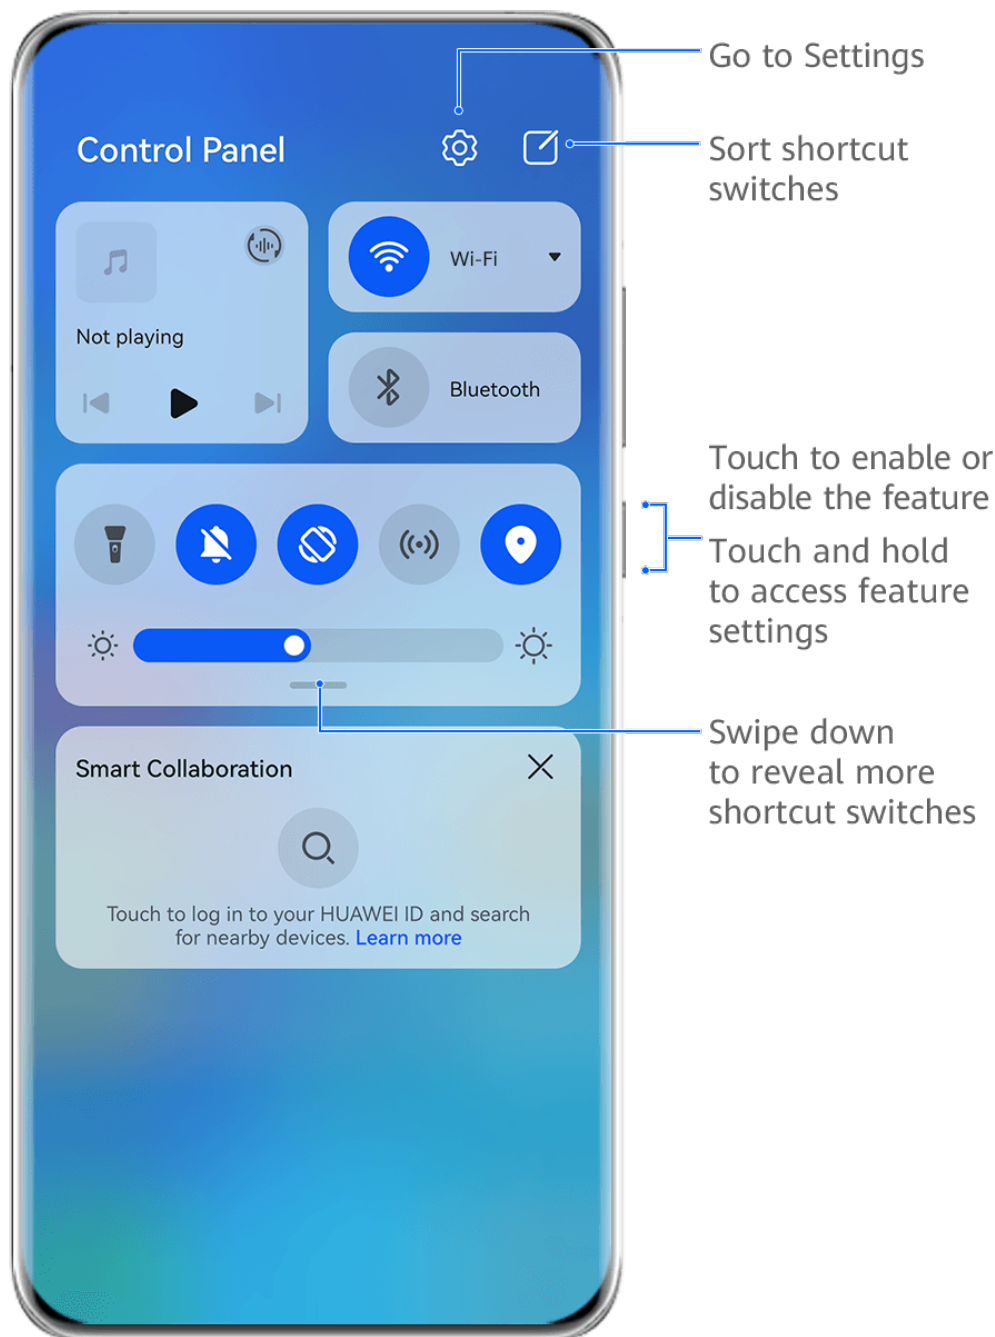 Go to Settings
Control Panel
Sort shortcut
switches
Wi-Fi
Not playing
Bluetooth
Touch to enable or
disable the feature
Touch and hold
to access feature
settings
Swipe down
to reveal more
shortcut switches
Smart Collaboration
Touch to log in to your HUAWEI ID and search
for nearby devices. Learn more